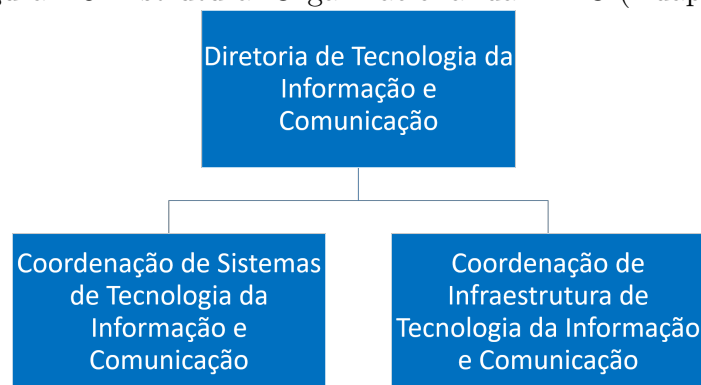 Diretoria de Tecnologia da
Informação e
Comunicação
Coordenação de Sistemas
de Tecnologia da
Informação e
Comunicação
Coordenação de
Infraestrutura de
Tecnologia da Informação
e Comunicação